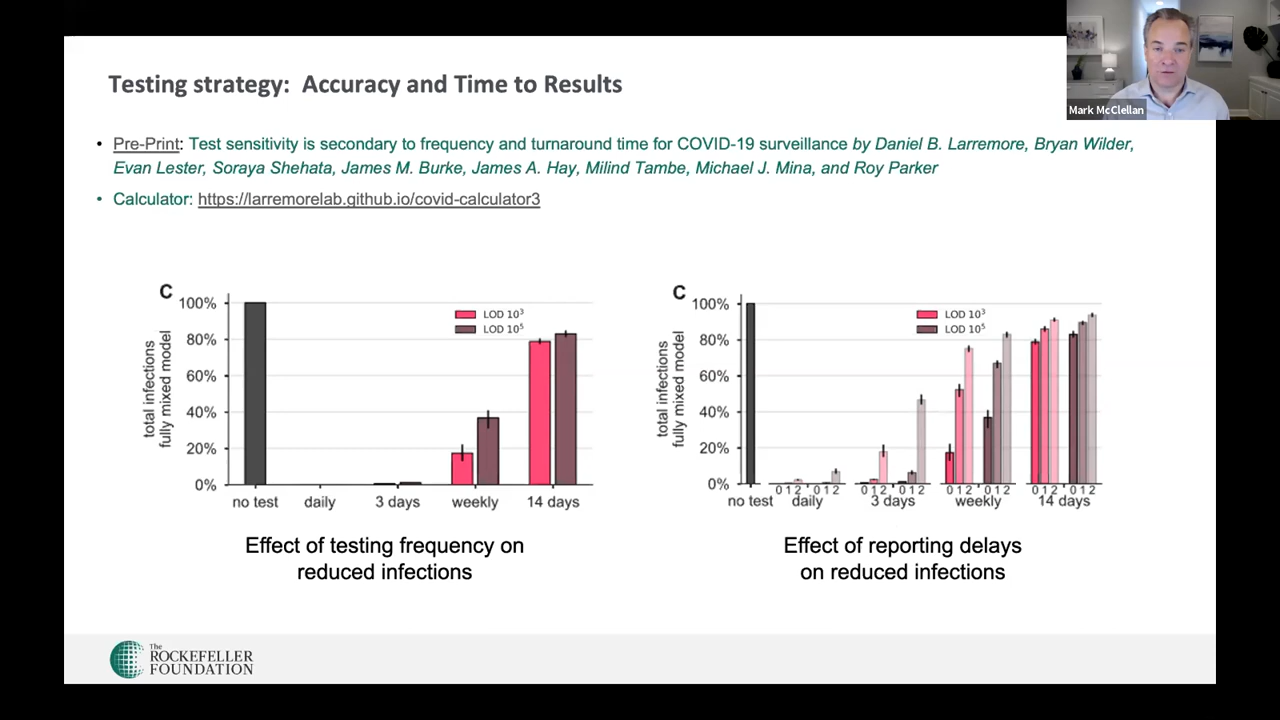 Mark McClellan
Testing strategy: Accuracy and Time to Results
• Pre-Print: Test sensitivity is secondary to frequency and turnaround time for COVID-19 surveillance by Daniel B. Larremore, Bryan Wilder,
Evan Lester, Soraya Shehata, James M. Burke, James A. Hay, Milind Tambe, Michael J. Mina, and Roy Parker
• Calculator: https://larremorelab.github.io/covid-calculator3
C
total infections
fully mixed model
100%
80%
60%
40%
20%
0%
LOD 10³
LOD 10⁵
no test daily 3 days weekly 14 days
Effect of testing frequency on
reduced infections
C
total infections
fully mixed model
100%
80%
60%
40%
20%
0%
LOD 10³
LOD 10⁵
0 1 2 0 1 2 0 1 2 0 1 2 0 1 2 0 1 2 0 1 2 0 1 2
no test daily 3 days weekly 14 days
Effect of reporting delays
on reduced infections
The
ROCKEFELLER
FOUNDATION